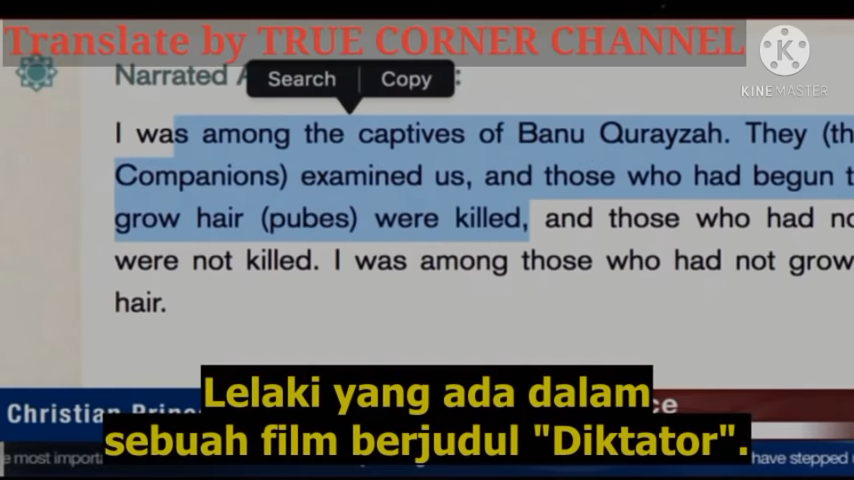 Translate by TRUE CORNER CHANNEL
K
KINEMASTER
Narrated
Search
Copy
:
I was among the captives of Banu Qurayzah. They (th
Companions) examined us, and those who had begun t
grow hair (pubes) were killed, and those who had no
were not killed. I was among those who had not grow
hair.
Lelaki yang ada dalam
Christian
sebuah film berjudul "Diktator".
e most import
have stepped